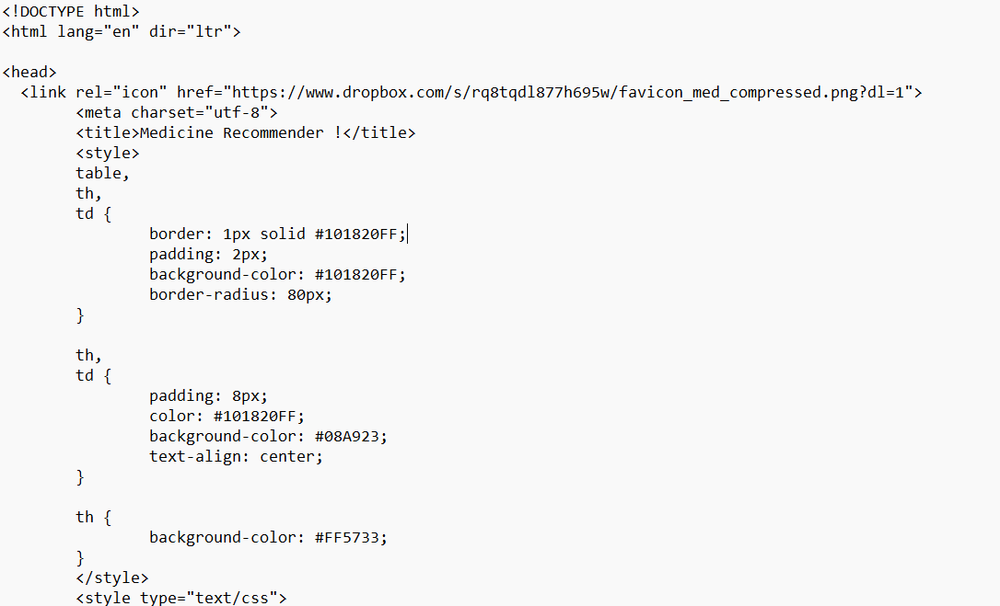 <!DOCTYPE html>
<html lang="en" dir="ltr">
<head>
<link rel="icon" href="https://www.dropbox.com/s/rq8tqdl877h695w/favicon_med_compressed.png?dl=1">
<meta charset="utf-8">
<title>Medicine Recommender !</title>
<style>
table,
th,
td {
border: 1px solid #101820FF;
padding: 2px;
background-color: #101820FF;
border-radius: 80px;
}
th,
td {
padding: 8px;
color: #101820FF;
background-color: #08A923;
text-align: center;
}
th {
background-color: #FF5733;
}
</style>
<style type="text/css">